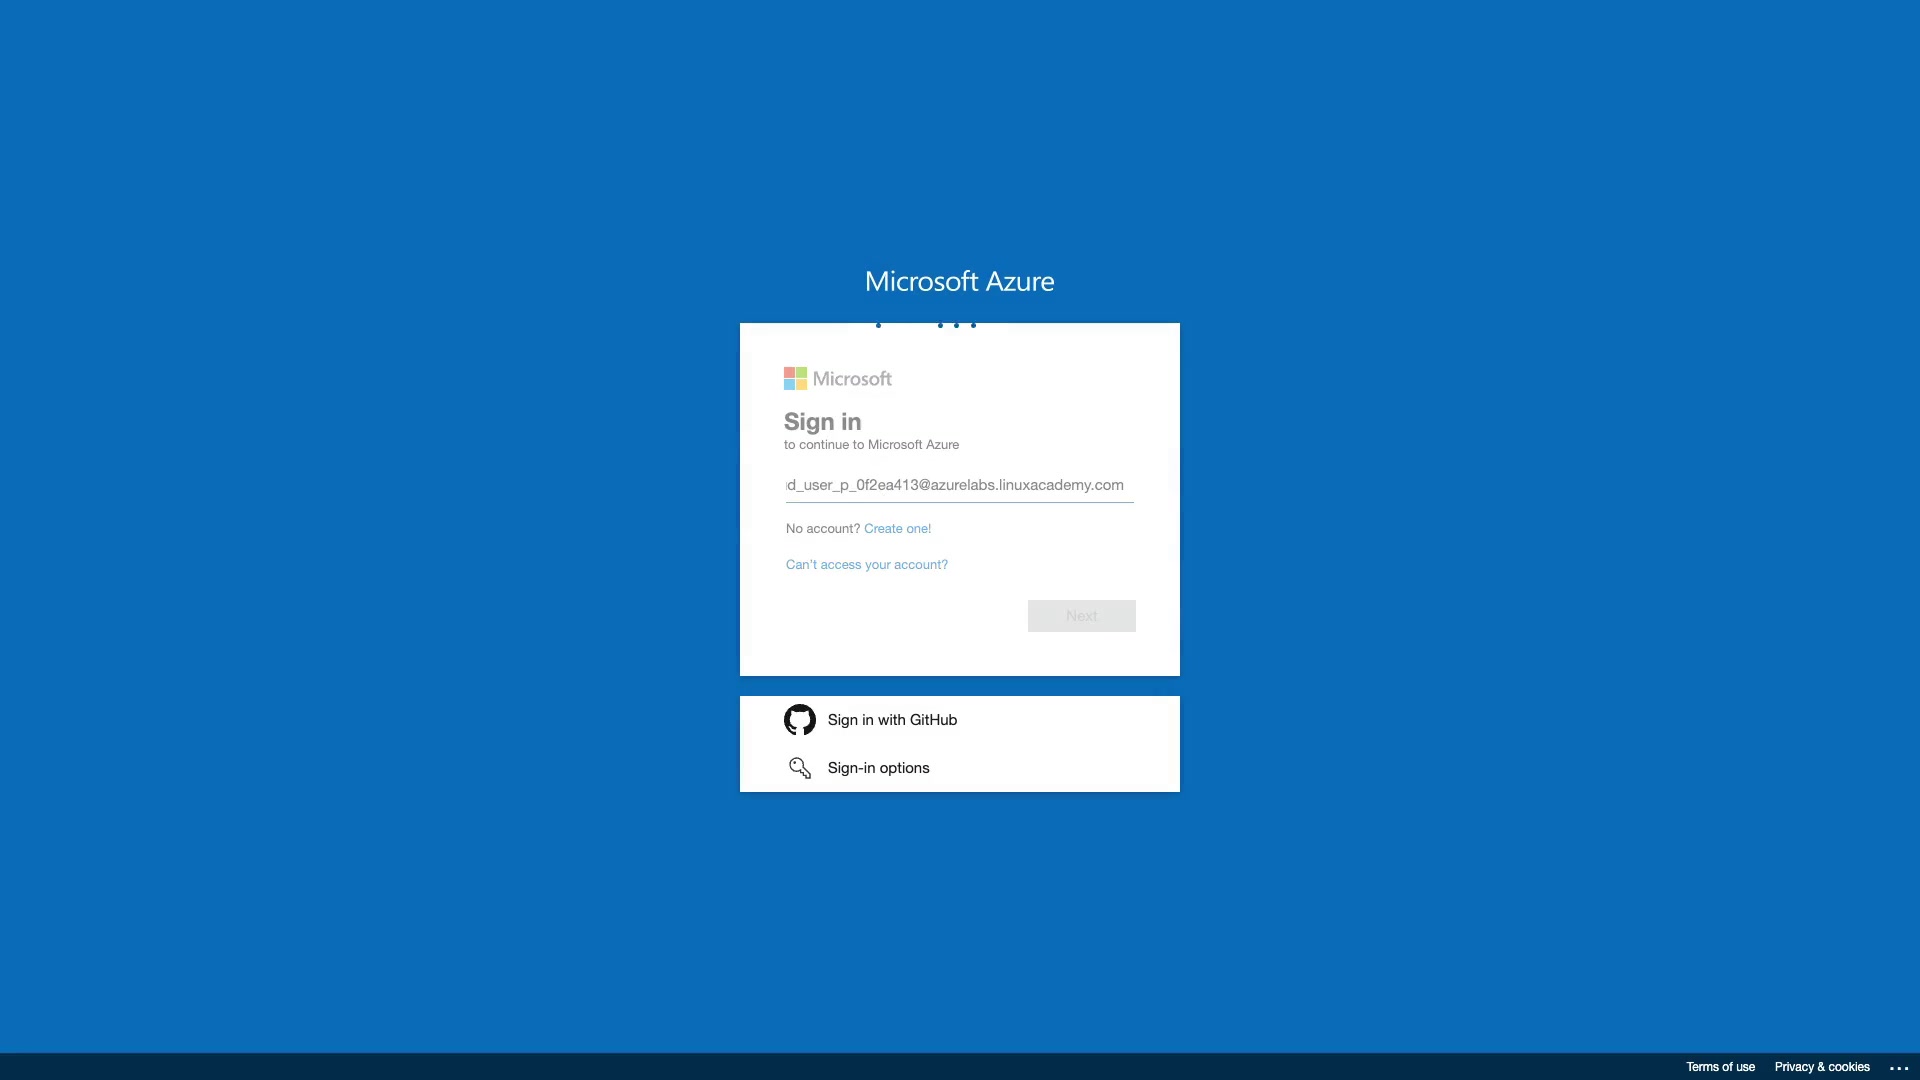 Microsoft Azure
Microsoft
Sign in
to continue to Microsoft Azure
d_user_p_0f2ea413@azurelabs.linuxacademy.com
No account? Create one!
Can't access your account?
Next
Sign in with GitHub
Sign-in options
Terms of use
Privacy & cookies
...